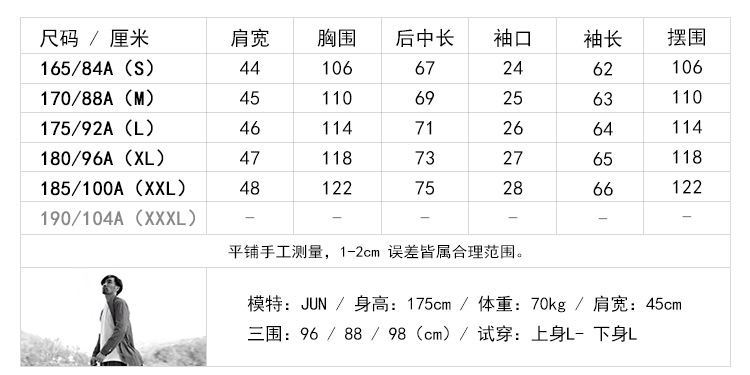 尺码 / 厘米 肩宽 胸围 后中长 袖口 袖长 摆围
165/84A（S） 44 106 67 24 62 106
170/88A（M） 45 110 69 25 63 110
175/92A（L） 46 114 71 26 64 114
180/96A（XL） 47 118 73 27 65 118
185/100A（XXL） 48 122 75 28 66 122
190/104A（XXXL） – – – – – –
平铺手工测量，1-2cm 误差皆属合理范围。
模特：JUN / 身高：175cm / 体重：70kg / 肩宽：45cm
三围：96 / 88 / 98（cm）/ 试穿：上身L- 下身L